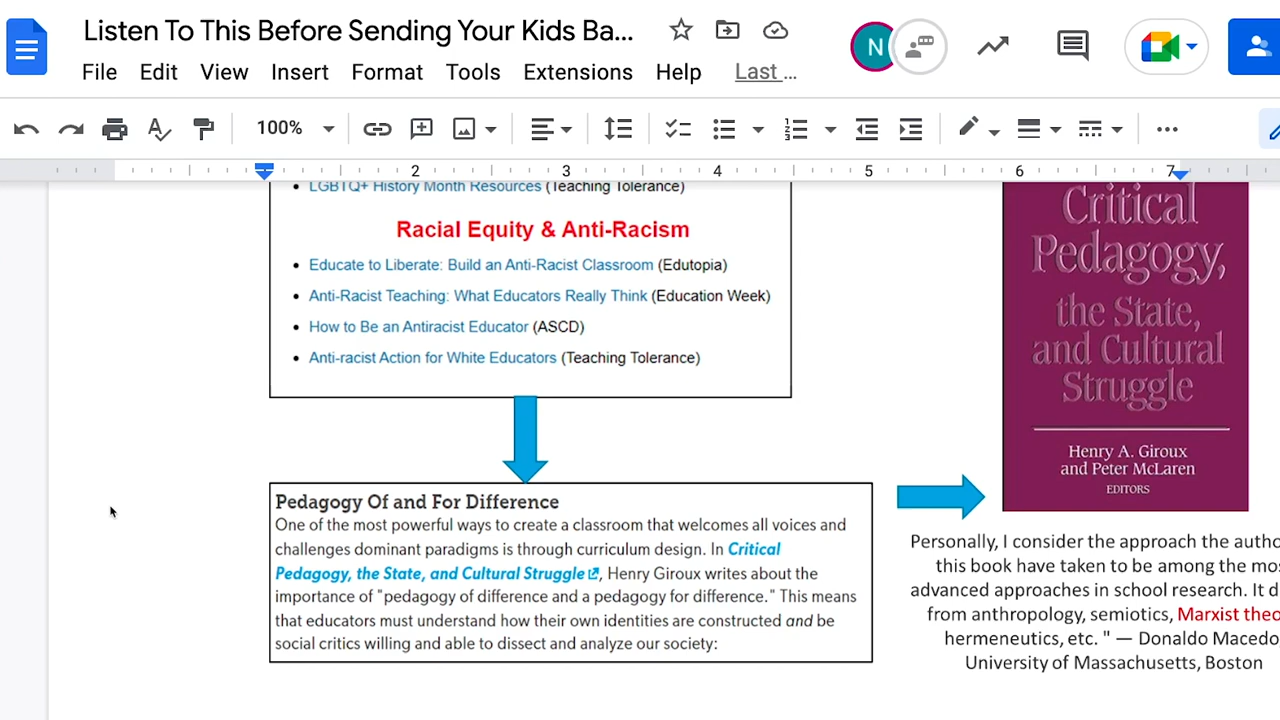 Listen To This Before Sending Your Kids Ba...
N
File Edit View Insert Format Tools Extensions Help Last ...
100%
2 3 4 5 6 7
LGBTQ+ History Month Resources (Teaching Tolerance)
Racial Equity & Anti-Racism
• Educate to Liberate: Build an Anti-Racist Classroom (Edutopia)
• Anti-Racist Teaching: What Educators Really Think (Education Week)
• How to Be an Antiracist Educator (ASCD)
• Anti-racist Action for White Educators (Teaching Tolerance)
Pedagogy Of and For Difference
One of the most powerful ways to create a classroom that welcomes all voices and
challenges dominant paradigms is through curriculum design. In Critical
Pedagogy, the State, and Cultural Struggle, Henry Giroux writes about the
importance of "pedagogy of difference and a pedagogy for difference." This means
that educators must understand how their own identities are constructed and be
social critics willing and able to dissect and analyze our society:
Critical
Pedagogy,
the State,
and Cultural
Struggle
Henry A. Giroux
and Peter McLaren
EDITORS
Personally, I consider the approach the
this book have taken to be among the
advanced approaches in school research. It
from anthropology, semiotics, Marxist
hermeneutics, etc. " — Donaldo Macedo,
University of Massachusetts, Boston